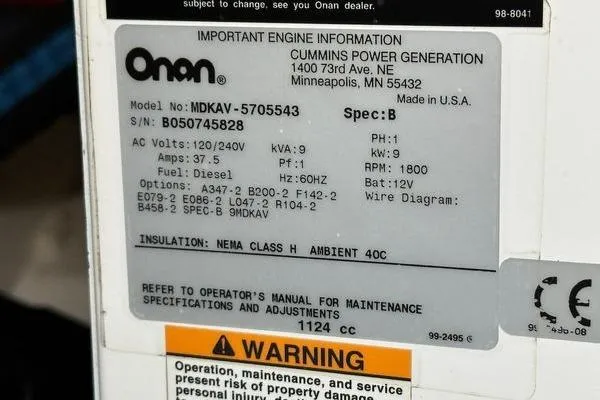 subject to change, see you Onan dealer.
98-8041
IMPORTANT ENGINE INFORMATION
Onan®
CUMMINS POWER GENERATION
1400 73rd Ave. NE
Minneapolis, MN 55432
Made in U.S.A.
Model No:MDKAV-5705543 Spec:B
S/N: B050745828
AC Volts:120/240V kVA:9 PH:1
Amps:37.5 Pf:1 kW:9
Fuel:Diesel Hz:60HZ RPM: 1800
Bat:12V
Options: A347-2 B200-2 F142-2 Wire Diagram:
E079-2 E086-2 L047-2 R104-2
B458-2 SPEC-B 9MDKAV
INSULATION: NEMA CLASS H AMBIENT 40C
REFER TO OPERATOR'S MANUAL FOR MAINTENANCE
SPECIFICATIONS AND ADJUSTMENTS
1124 cc
99-2495
CE
WARNING
Operation, maintenance, and service
present risk of property damage,
personal injury,